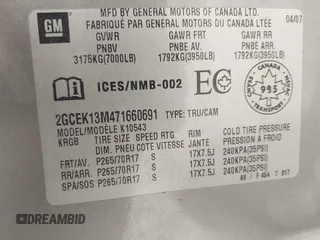 GM
MFD BY GENERAL MOTORS OF CANADA LTD
FABRIQUÉ PAR GENERAL MOTORS DU CANADA LTÉE
04/07
GVWR GAWR FRT GAWR RR
PNBV PNBE AV. PNBE ARR.
3175KG(7000LB) 1792KG(3950LB) 1792KG(3950LB)
ICES/NMB-002
CANADA
TRANSPORT
935
2GCEK13M471660691 TYPE: TRU/CAM
MODEL/MODÈLE K10543
KRGB TIRE SIZE SPEED RTG RIM COLD TIRE PRESSURE
DIM. PNEU COTE VITESSE JANTE PRESSION A FROID
FRT/AV. P265/70R17 S 17X7.5J 240KPA(35PSI)
RR/ARR. P265/70R17 S 17X7.5J 240KPA(35PSI)
SPA/SOS P265/70R17 S 17X7.5J 240KPA(35PSI)
DREAMBID